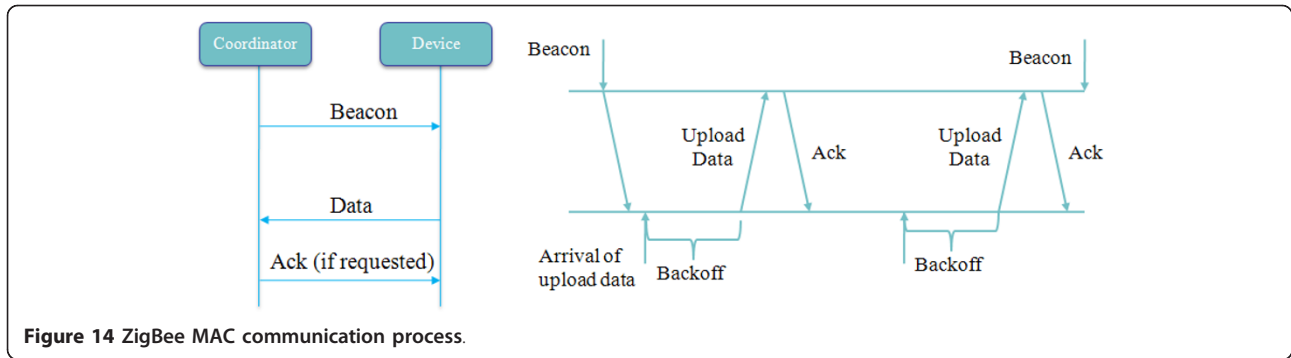 Coordinator
Device
Beacon
Data
Ack (if requested)
Beacon
Beacon
Upload
Data
Ack
Upload
Data
Ack
Arrival of
upload data
Backoff
Backoff
Figure 14 ZigBee MAC communication process.